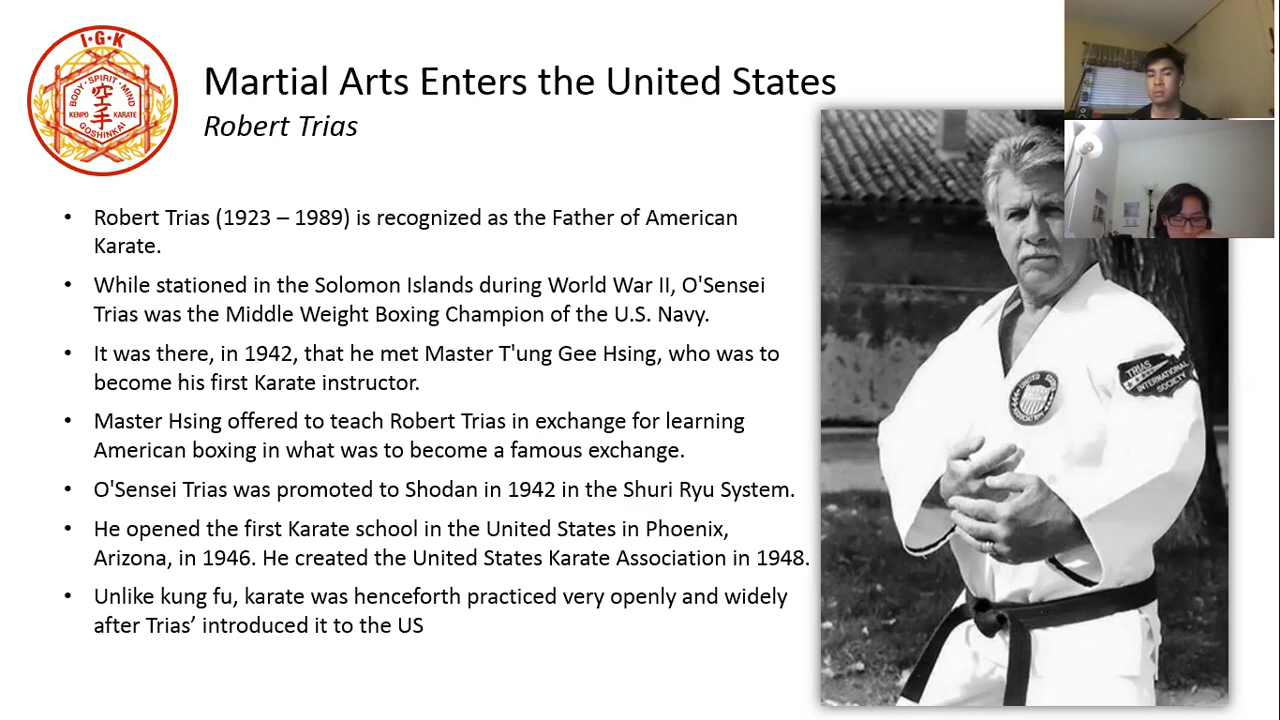 I·G·K
BODY·SPIRIT·MIND
空手
KENPO KARATE
GOSHINKAI
Martial Arts Enters the United States
Robert Trias
• Robert Trias (1923 – 1989) is recognized as the Father of American
Karate.
• While stationed in the Solomon Islands during World War II, O'Sensei
Trias was the Middle Weight Boxing Champion of the U.S. Navy.
• It was there, in 1942, that he met Master T'ung Gee Hsing, who was to
become his first Karate instructor.
• Master Hsing offered to teach Robert Trias in exchange for learning
American boxing in what was to become a famous exchange.
• O'Sensei Trias was promoted to Shodan in 1942 in the Shuri Ryu System.
• He opened the first Karate school in the United States in Phoenix,
Arizona, in 1946. He created the United States Karate Association in 1948.
• Unlike kung fu, karate was henceforth practiced very openly and widely
after Trias’ introduced it to the US
TRIAS
INTERNATIONAL
SOCIETY
UNITED